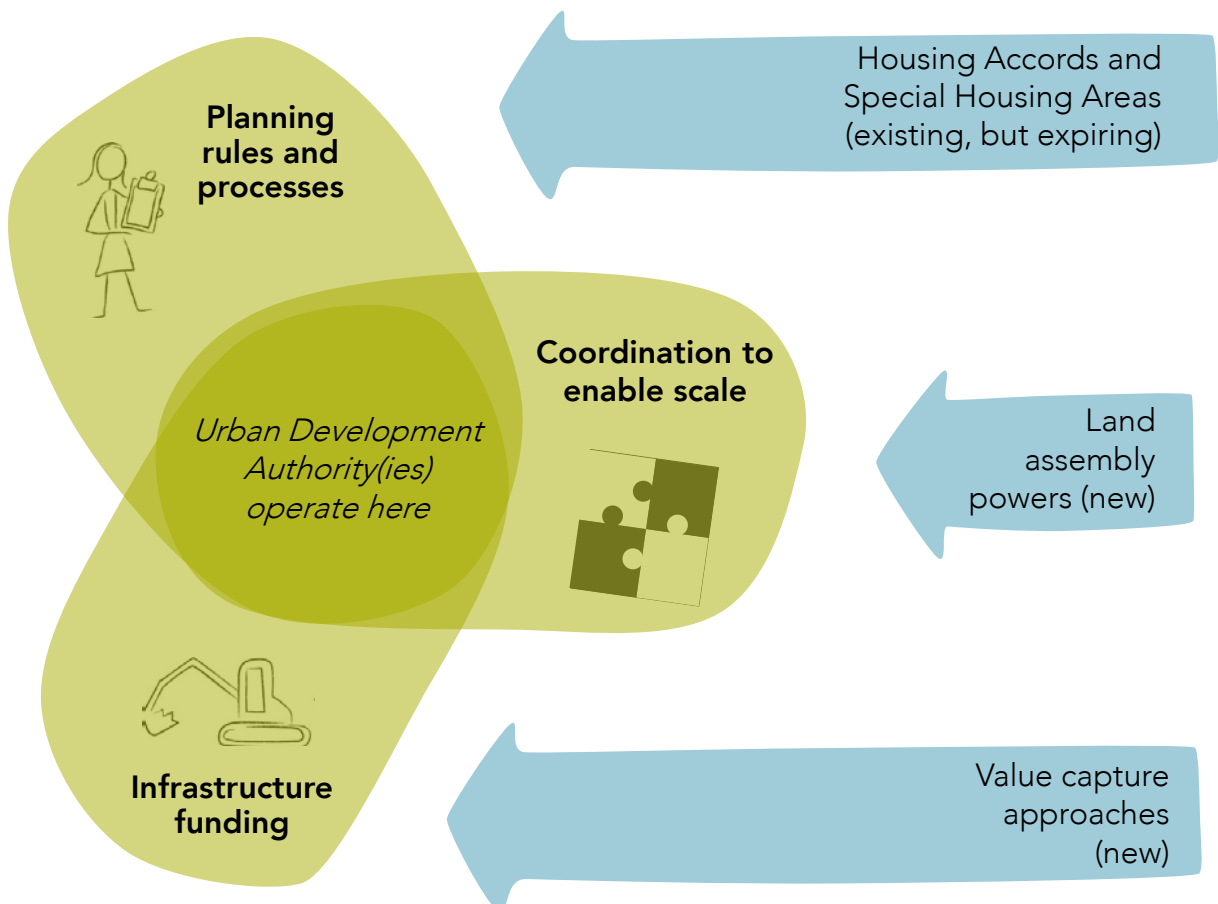 Planning
rules and
processes
Housing Accords and
Special Housing Areas
(existing, but expiring)
Coordination to
enable scale
Urban Development
Authority(ies)
operate here
Land
assembly
powers (new)
Infrastructure
funding
Value capture
approaches
(new)